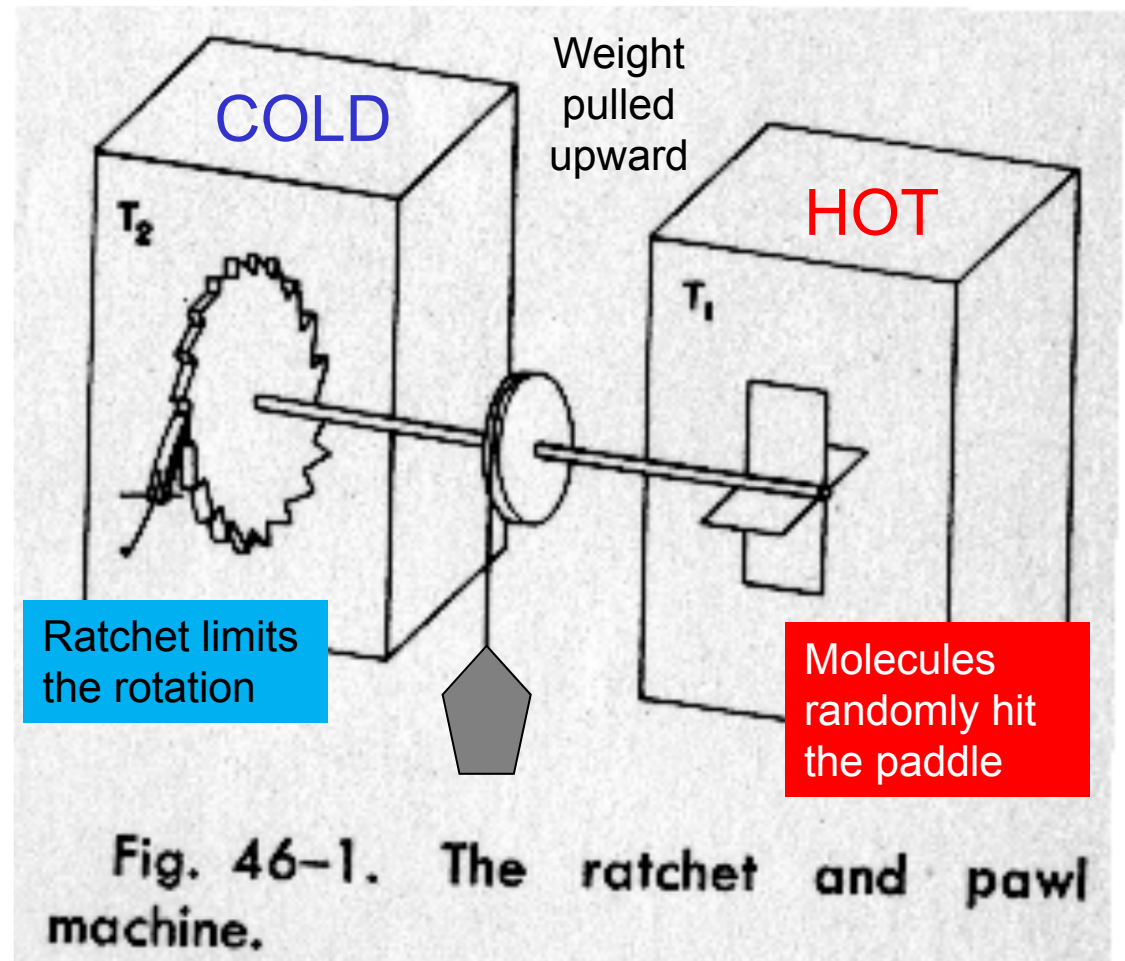 Weight
pulled
upward
COLD
HOT
T₂
T₁
Ratchet limits
the rotation
Molecules
randomly hit
the paddle
Fig. 46–1. The ratchet and pawl
machine.